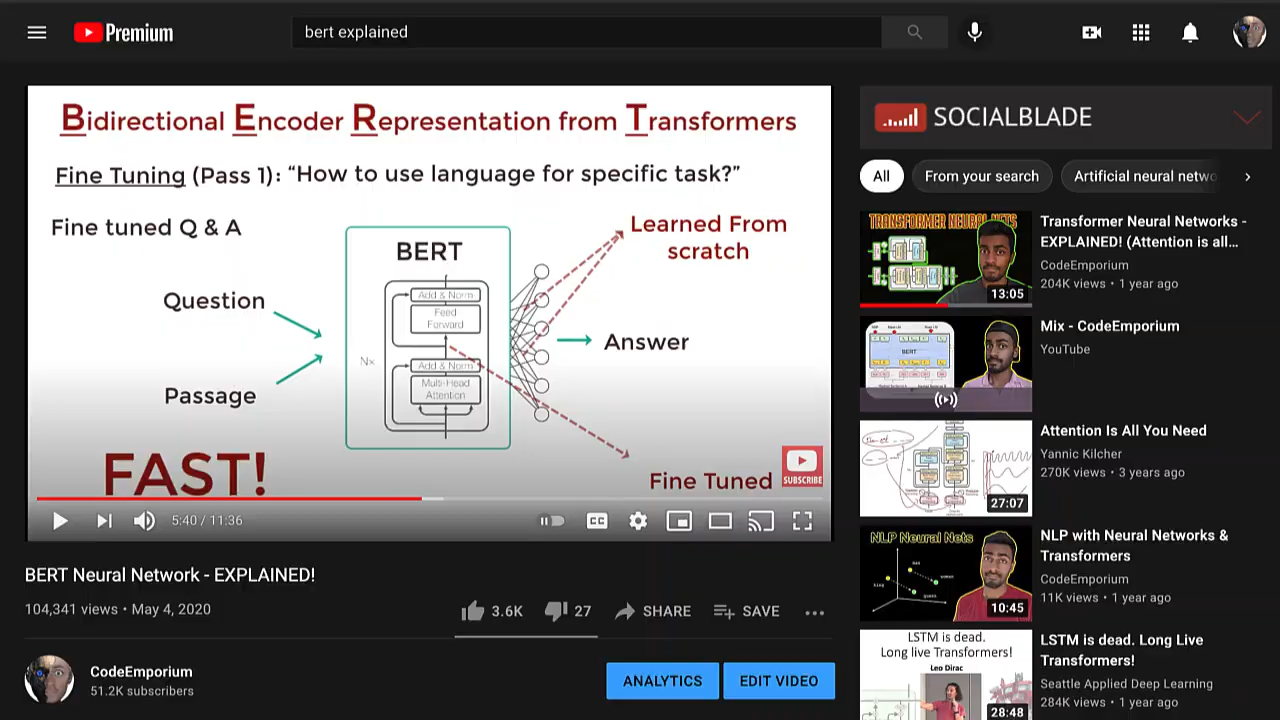 Premium
bert explained
Bidirectional Encoder Representation from Transformers
Fine Tuning (Pass 1): “How to use language for specific task?”
Fine tuned Q & A
Question
Passage
BERT
Add & Norm
Feed
Forward
Nx
Add & Norm
Multi-Head
Attention
Learned From
scratch
Answer
Fine Tuned
FAST!
SUBSCRIBE
5:40 / 11:36
CC
BERT Neural Network - EXPLAINED!
104,341 views • May 4, 2020
3.6K
27
SHARE
SAVE
CodeEmporium
51.2K subscribers
ANALYTICS
EDIT VIDEO
SOCIALBLADE
All
From your search
Artificial neural netwo
TRANSFORMER NEURAL NETS
13:05
Transformer Neural Networks -
EXPLAINED! (Attention is all...
CodeEmporium
204K views • 1 year ago
BERT
Mix - CodeEmporium
YouTube
27:07
Attention Is All You Need
Yannic Kilcher
270K views • 3 years ago
NLP Neural Nets
10:45
NLP with Neural Networks &
Transformers
CodeEmporium
11K views • 1 year ago
LSTM is dead.
Long live Transformers!
Leo Dirac
28:48
LSTM is dead. Long Live
Transformers!
Seattle Applied Deep Learning
284K views • 1 year ago